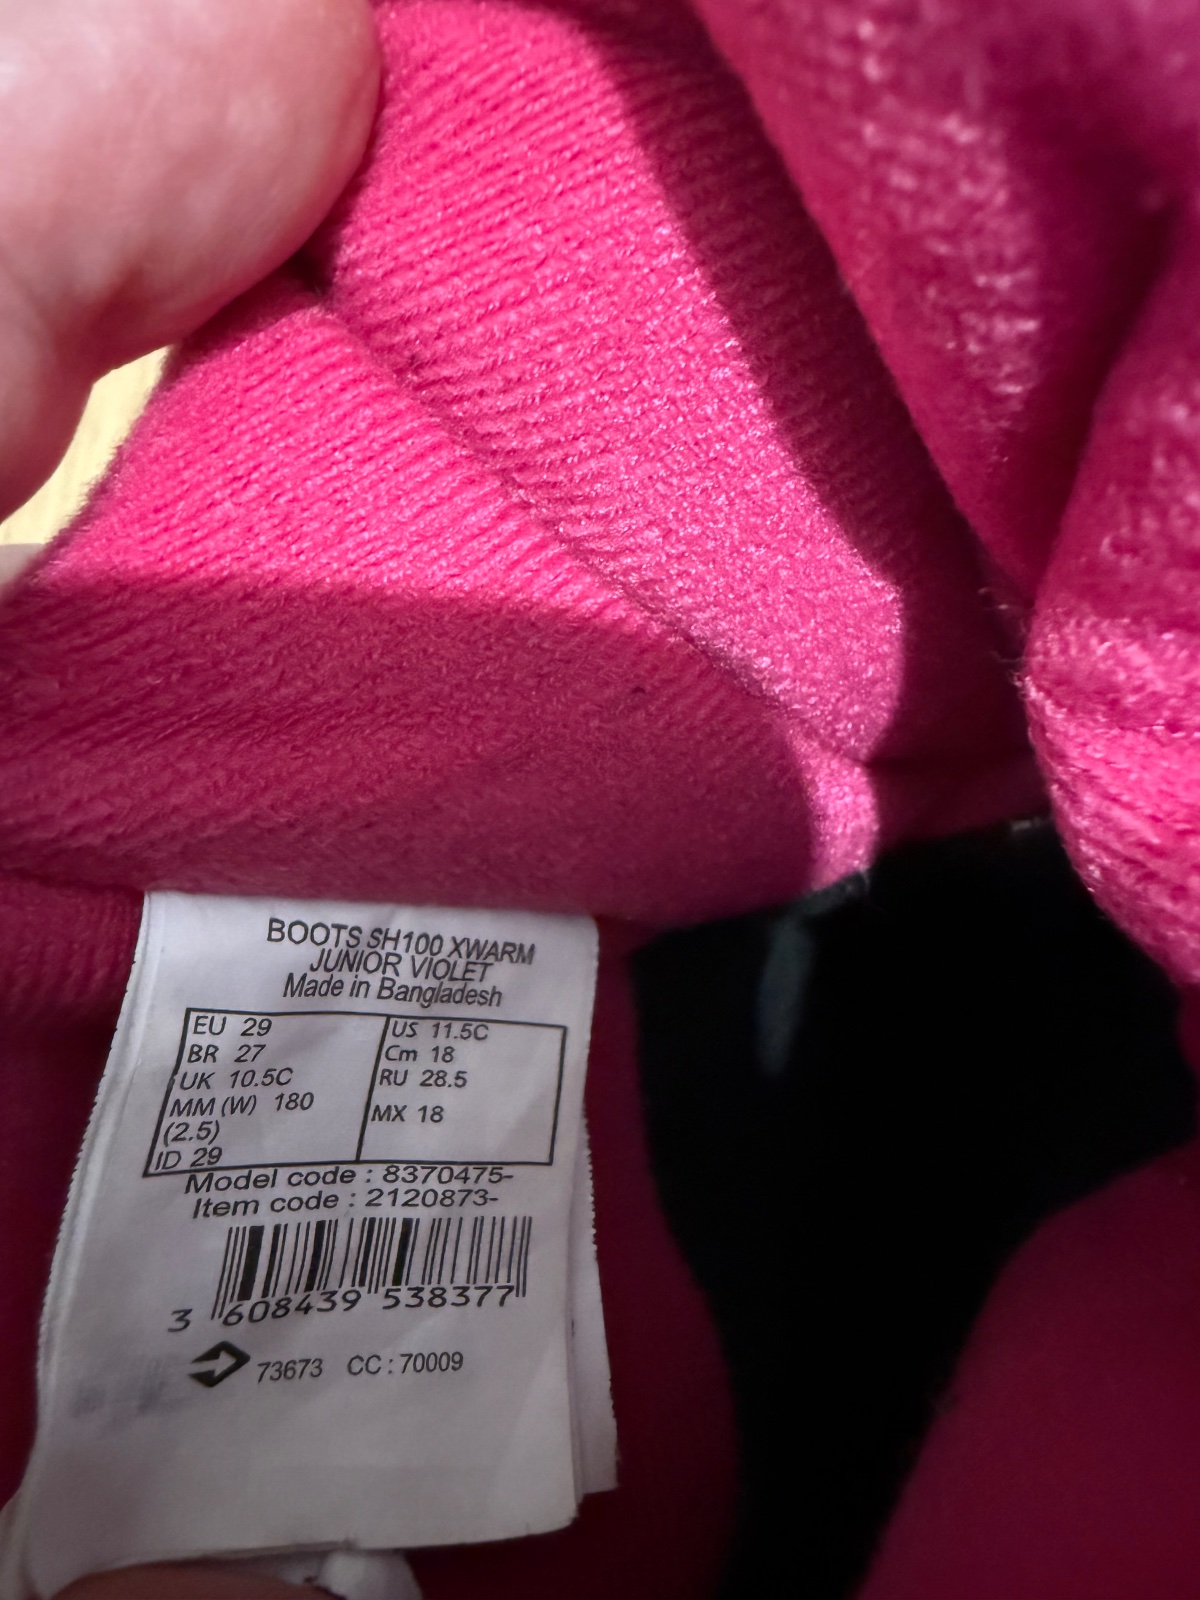 BOOTS SH100 XWARM
JUNIOR VIOLET
Made in Bangladesh
EU 29
BR 27
UK 10.5C
MM (W) 180
(2.5)
ID 29
US 11.5C
Cm 18
RU 28.5
MX 18
Model code : 8370475-
Item code : 2120873-
3 608439 538377
73673 CC : 70009